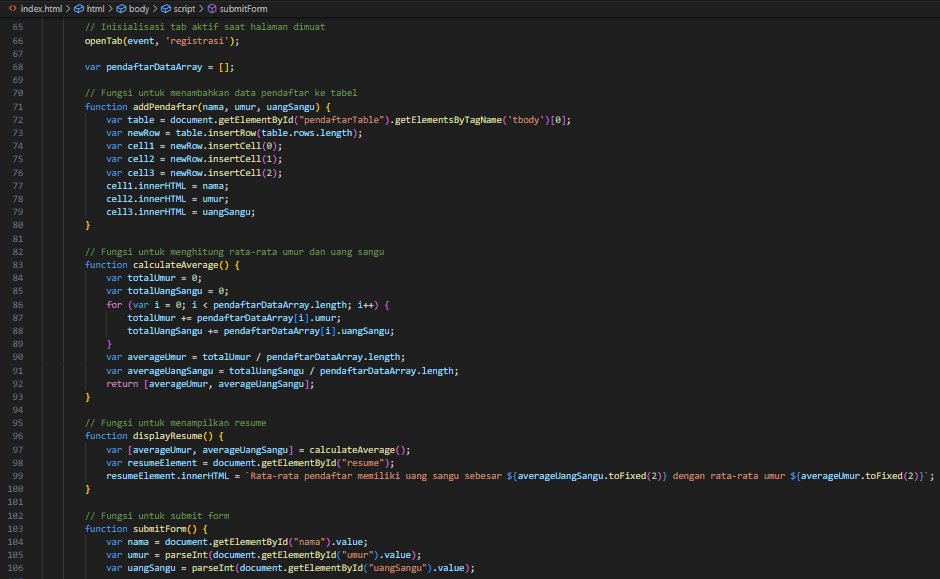 index.html > html > body > script > submitForm
65 // Inisialisasi tab aktif saat halaman dimuat
66 openTab(event, 'registrasi');
67
68 var pendaftarDataArray = [];
69
70 // Fungsi untuk menambahkan data pendaftar ke tabel
71 function addPendaftar(nama, umur, uangSangu) {
72 var table = document.getElementById("pendaftarTable").getElementsByTagName('tbody')[0];
73 var newRow = table.insertRow(table.rows.length);
74 var cell1 = newRow.insertCell(0);
75 var cell2 = newRow.insertCell(1);
76 var cell3 = newRow.insertCell(2);
77 cell1.innerHTML = nama;
78 cell2.innerHTML = umur;
79 cell3.innerHTML = uangSangu;
80 }
81
82 // Fungsi untuk menghitung rata-rata umur dan uang sangu
83 function calculateAverage() {
84 var totalUmur = 0;
85 var totalUangSangu = 0;
86 for (var i = 0; i < pendaftarDataArray.length; i++) {
87 totalUmur += pendaftarDataArray[i].umur;
88 totalUangSangu += pendaftarDataArray[i].uangSangu;
89 }
90 var averageUmur = totalUmur / pendaftarDataArray.length;
91 var averageUangSangu = totalUangSangu / pendaftarDataArray.length;
92 return [averageUmur, averageUangSangu];
93 }
94
95 // Fungsi untuk menampilkan resume
96 function displayResume() {
97 var [averageUmur, averageUangSangu] = calculateAverage();
98 var resumeElement = document.getElementById("resume");
99 resumeElement.innerHTML = `Rata-rata pendaftar memiliki uang sangu sebesar ${averageUangSangu.toFixed(2)} dengan rata-rata umur ${averageUmur.toFixed(2)}`;
100 }
101
102 // Fungsi untuk submit form
103 function submitForm() {
104 var nama = document.getElementById("nama").value;
105 var umur = parseInt(document.getElementById("umur").value);
106 var uangSangu = parseInt(document.getElementById("uangSangu").value);